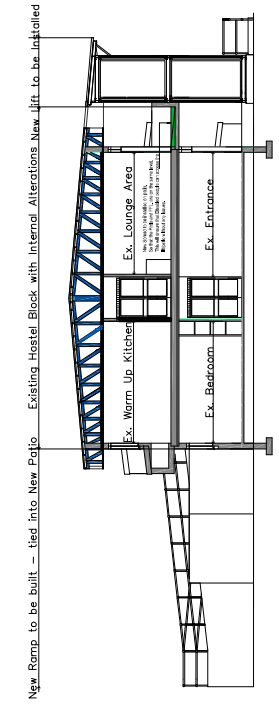 New Ramp to be built – tied into New Patio
Existing Hostel Block with Internal Alterations
New Lift to be Installed
Ex. Warm Up Kitchen
Ex. Lounge Area
Ex. Bedroom
Ex. Entrance